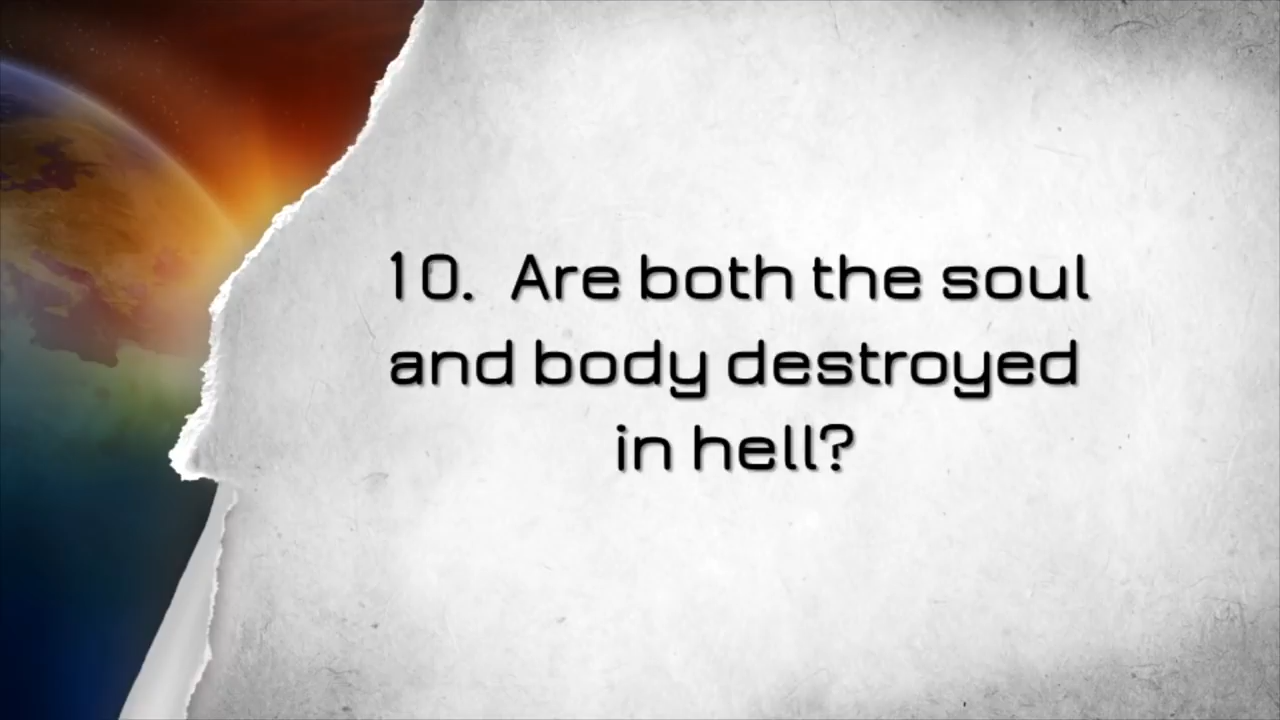 10. Are both the soul
and body destroyed
in hell?